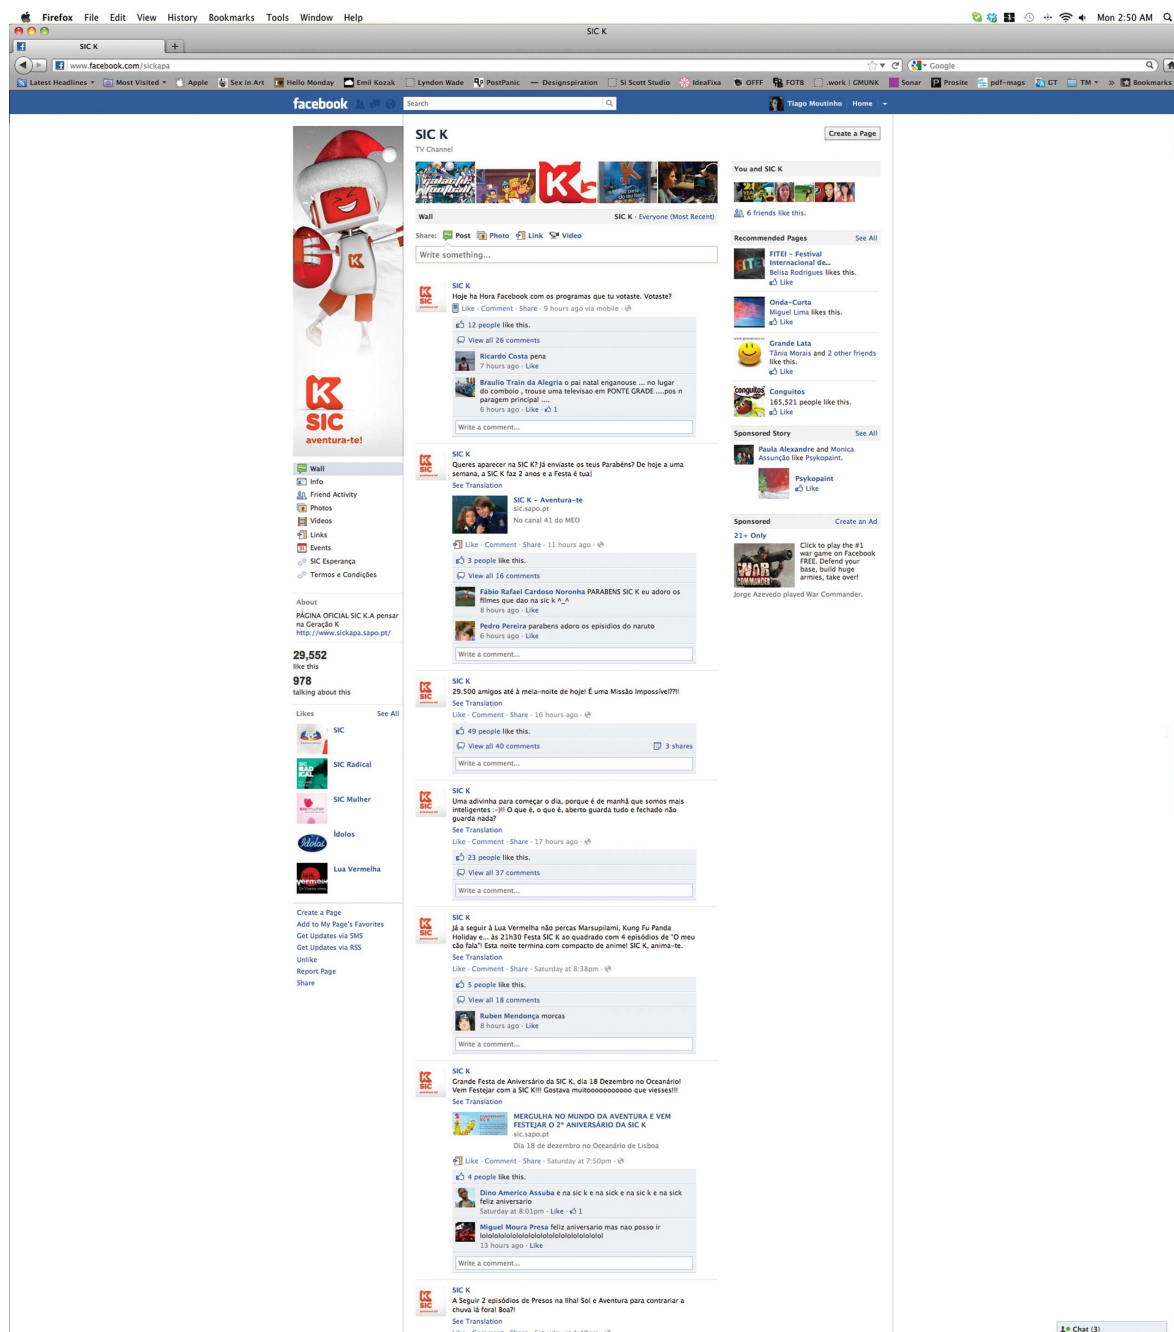 Firefox File Edit View History Bookmarks Tools Window Help
Mon 2:50 AM
SIC K
SIC K
www.facebook.com/sickapa
Google
Latest Headlines
Most Visited
Apple
Sex in Art
Hello Monday
Emil Kozak
Lyndon Wade
PostPanic
Designspiration
Si Scott Studio
IdeaFixa
OFFF
FOT8
.work | GMUNK
Sonar
Prosite
pdf-mags
GT
TM
Bookmarks
facebook
Search
Tiago Moutinho Home
K
K
SIC
aventura-te!
Wall
Info
Friend Activity
Photos
Videos
Links
Events
SIC Esperança
Termos e Condições
About
PÁGINA OFICIAL SIC K.A pensar
na Geração K
http://www.sickapa.sapo.pt/
29,552
like this
978
talking about this
Likes See All
SIC
SIC Radical
SIC Mulher
Ídolos
Lua Vermelha
Create a Page
Add to My Page's Favorites
Get Updates via SMS
Get Updates via RSS
Unlike
Report Page
Share
SIC K
TV Channel
Create a Page
galactik
football
K
Wall SIC K · Everyone (Most Recent)
Share: Post Photo Link Video
Write something...
SIC K
Hoje ha Hora Facebook com os programas que tu votaste. Votaste?
Like · Comment · Share · 9 hours ago via mobile ·
12 people like this.
View all 26 comments
Ricardo Costa pena
7 hours ago · Like
Braulio Train da Alegria o pai natal enganouse ... no lugar
do comboio , trouse uma televisao em PONTE GRADE ....pos n
paragem principal ....
6 hours ago · Like · 1
Write a comment...
SIC K
Queres aparecer na SIC K? Já enviaste os teus Parabéns? De hoje a uma
semana, a SIC K faz 2 anos e a Festa é tua!
See Translation
SIC K - Aventura-te
sic.sapo.pt
No canal 41 do MEO
Like · Comment · Share · 11 hours ago ·
3 people like this.
View all 16 comments
Fábio Rafael Cardoso Noronha PARABENS SIC K eu adoro os
filmes que dao na sic k ^_^
8 hours ago · Like
Pedro Pereira parabens adoro os episidios do naruto
6 hours ago · Like
Write a comment...
SIC K
29.500 amigos até à meia-noite de hoje! É uma Missão Impossível??!!
See Translation
Like · Comment · Share · 16 hours ago ·
49 people like this.
View all 40 comments 3 shares
Write a comment...
SIC K
Uma adivinha para começar o dia, porque é de manhã que somos mais
inteligentes :-)!! O que é, o que é, aberto guarda tudo e fechado não
guarda nada?
See Translation
Like · Comment · Share · 17 hours ago ·
23 people like this.
View all 37 comments
Write a comment...
SIC K
Já a seguir à Lua Vermelha não percas Marsupilami, Kung Fu Panda
Holiday e... às 21h30 Festa SIC K ao quadrado com 4 episódios de "O meu
cão fala"! Esta noite termina com compacto de anime! SIC K, anima-te.
See Translation
Like · Comment · Share · Saturday at 8:38pm ·
5 people like this.
View all 18 comments
Ruben Mendonça morcas
8 hours ago · Like
Write a comment...
SIC K
Grande Festa de Aniversário da SIC K, dia 18 Dezembro no Oceanário!
Vem Festejar com a SIC K!!! Gostava muitoooooooooo que viesses!!!
See Translation
MERGULHA NO MUNDO DA AVENTURA E VEM
FESTEJAR O 2º ANIVERSÁRIO DA SIC K
sic.sapo.pt
Dia 18 de dezembro no Oceanário de Lisboa
Like · Comment · Share · Saturday at 7:50pm ·
4 people like this.
Dino Americo Assuba e na sic k e na sick e na sic k e na sick
feliz aniversario
Saturday at 8:01pm · Like · 1
Miguel Moura Presa feliz aniversario mas nao posso ir
lolololololololololololololololololol
13 hours ago · Like
Write a comment...
SIC K
A Seguir 2 episódios de Presos na Ilha! Sol e Aventura para contrariar a
chuva lá fora! Boa?!
See Translation
You and SIC K
6 friends like this.
Recommended Pages See All
FITEI - Festival
Internacional de...
Belisa Rodrigues likes this.
Like
Onda-Curta
Miguel Lima likes this.
Like
Grande Lata
Tânia Morais and 2 other friends
like this.
Like
Conguitos
165,521 people like this.
Like
Sponsored Story See All
Paula Alexandre and Monica
Assunção like Psykopaint.
Psykopaint
Like
Sponsored Create an Ad
21+ Only
WAR
COMMANDER
Click to play the #1
war game on Facebook
FREE. Defend your
base, build huge
armies, take over!
Jorge Azevedo played War Commander.
Chat (3)